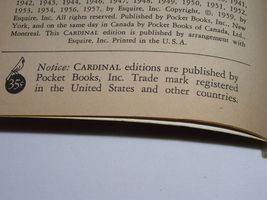 1942, 1943, 1944, 1945, 1946, 1947, 1948, 1949, 1950, 1951, 1952,
1953, 1954, 1956, 1957, by Esquire, Inc. Copyright, ©, 1959, by
Esquire, Inc. All rights reserved. Published by Pocket Books, Inc., New
York, and on the same day in Canada by Pocket Books of Canada, Ltd.,
Montreal. This CARDINAL edition is published by arrangement with
Esquire, Inc. Printed in the U. S. A.
35¢
Notice: CARDINAL editions are published by
Pocket Books, Inc. Trade mark registered
in the United States and other countries.